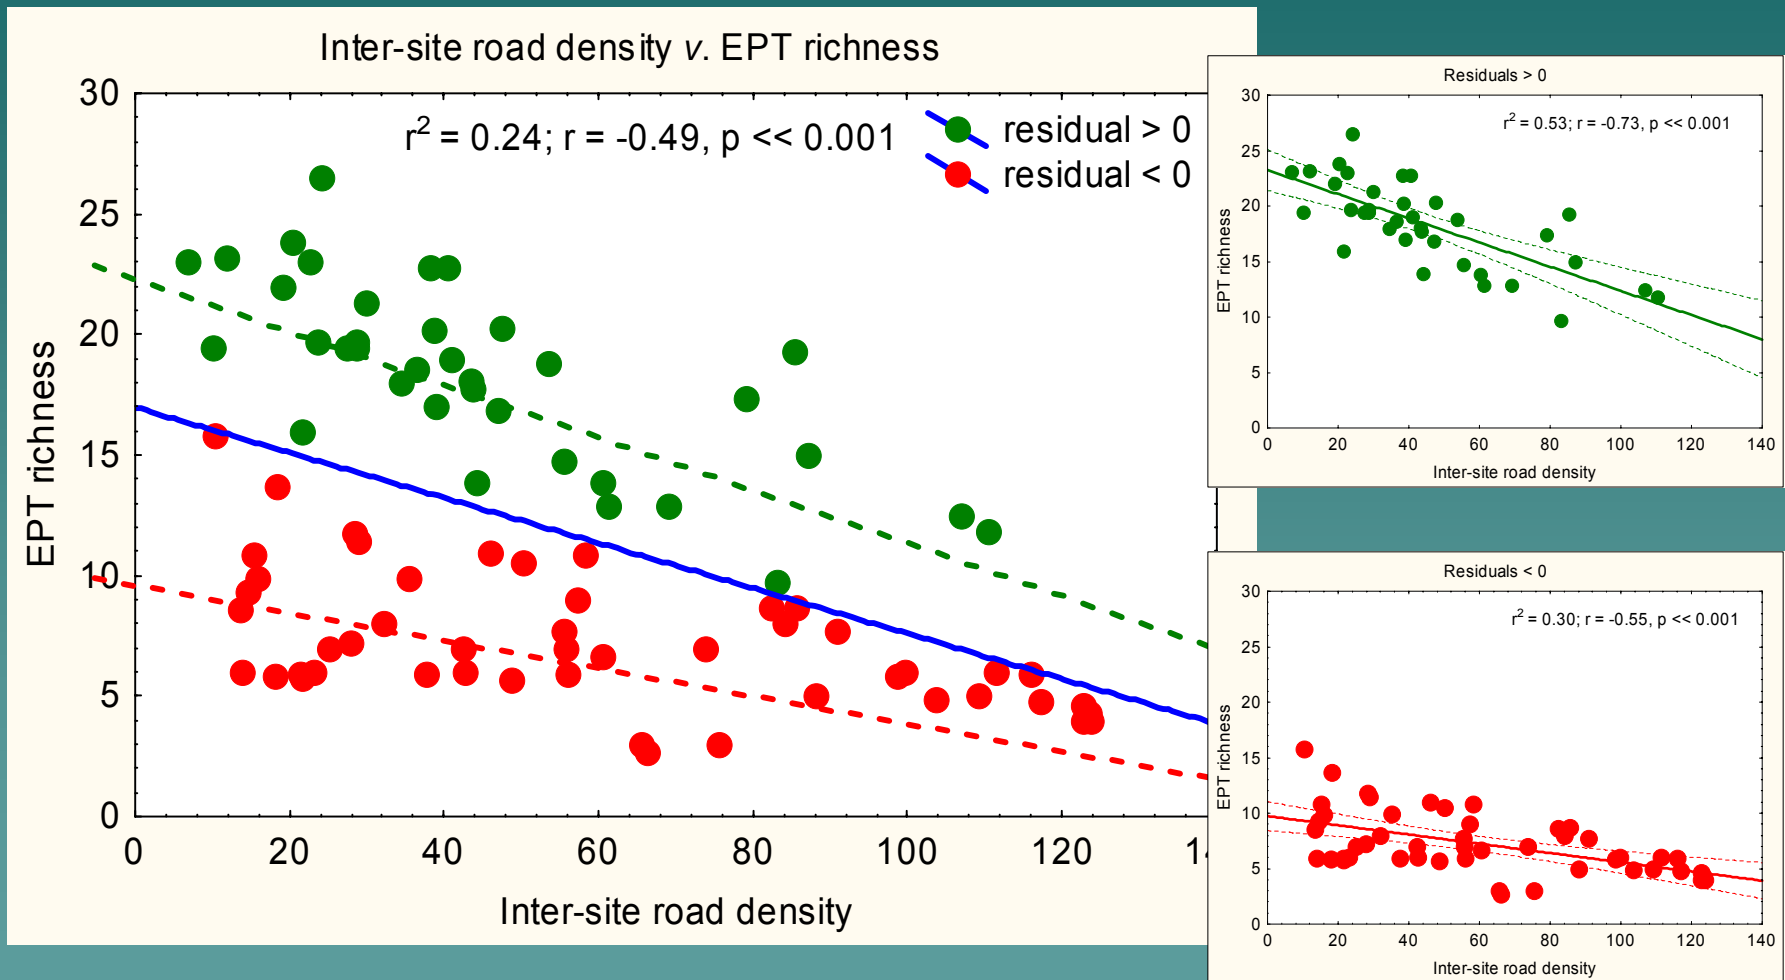 Inter-site road density v. EPT richness
r² = 0.24; r = -0.49, p << 0.001
residual > 0
residual < 0
30
25
20
15
10
5
0
EPT richness
0 20 40 60 80 100 120
Inter-site road density
Residuals > 0
r² = 0.53; r = -0.73, p << 0.001
30
25
20
15
10
5
0
EPT richness
0 20 40 60 80 100 120 140
Inter-site road density
Residuals < 0
r² = 0.30; r = -0.55, p << 0.001
30
25
20
15
10
5
0
EPT richness
0 20 40 60 80 100 120 140
Inter-site road density